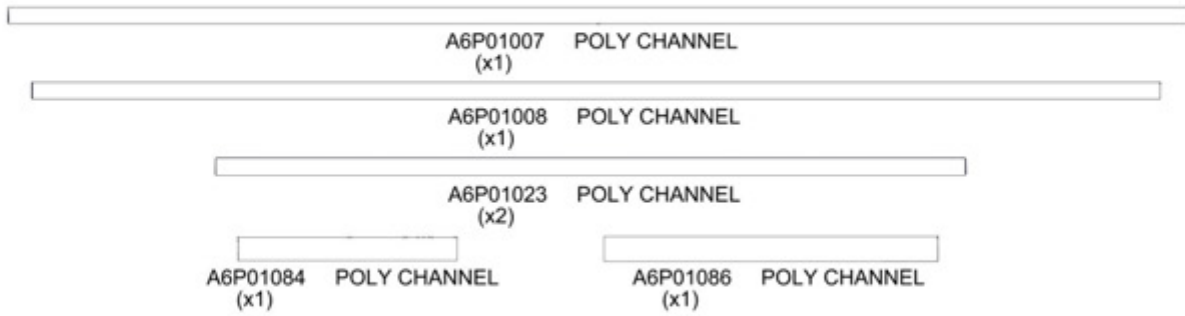 A6P01007 POLY CHANNEL
(x1)
A6P01008 POLY CHANNEL
(x1)
A6P01023 POLY CHANNEL
(x2)
A6P01084 POLY CHANNEL A6P01086 POLY CHANNEL
(x1) (x1)